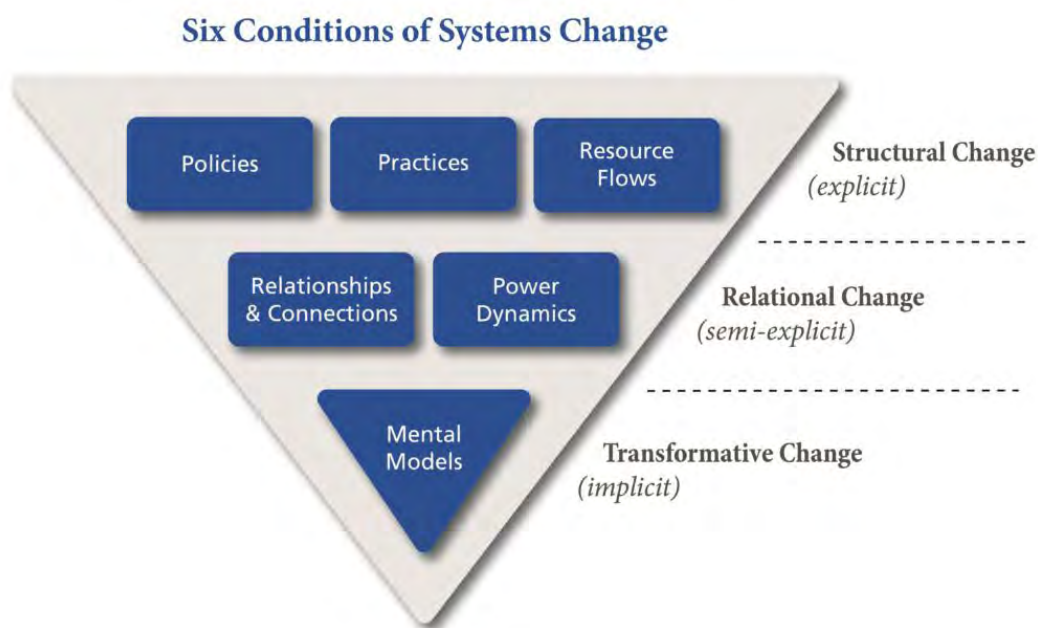 Six Conditions of Systems Change
Policies
Practices
Resource
Flows
Structural Change
(explicit)
Relationships
& Connections
Power
Dynamics
Relational Change
(semi-explicit)
Mental
Models
Transformative Change
(implicit)